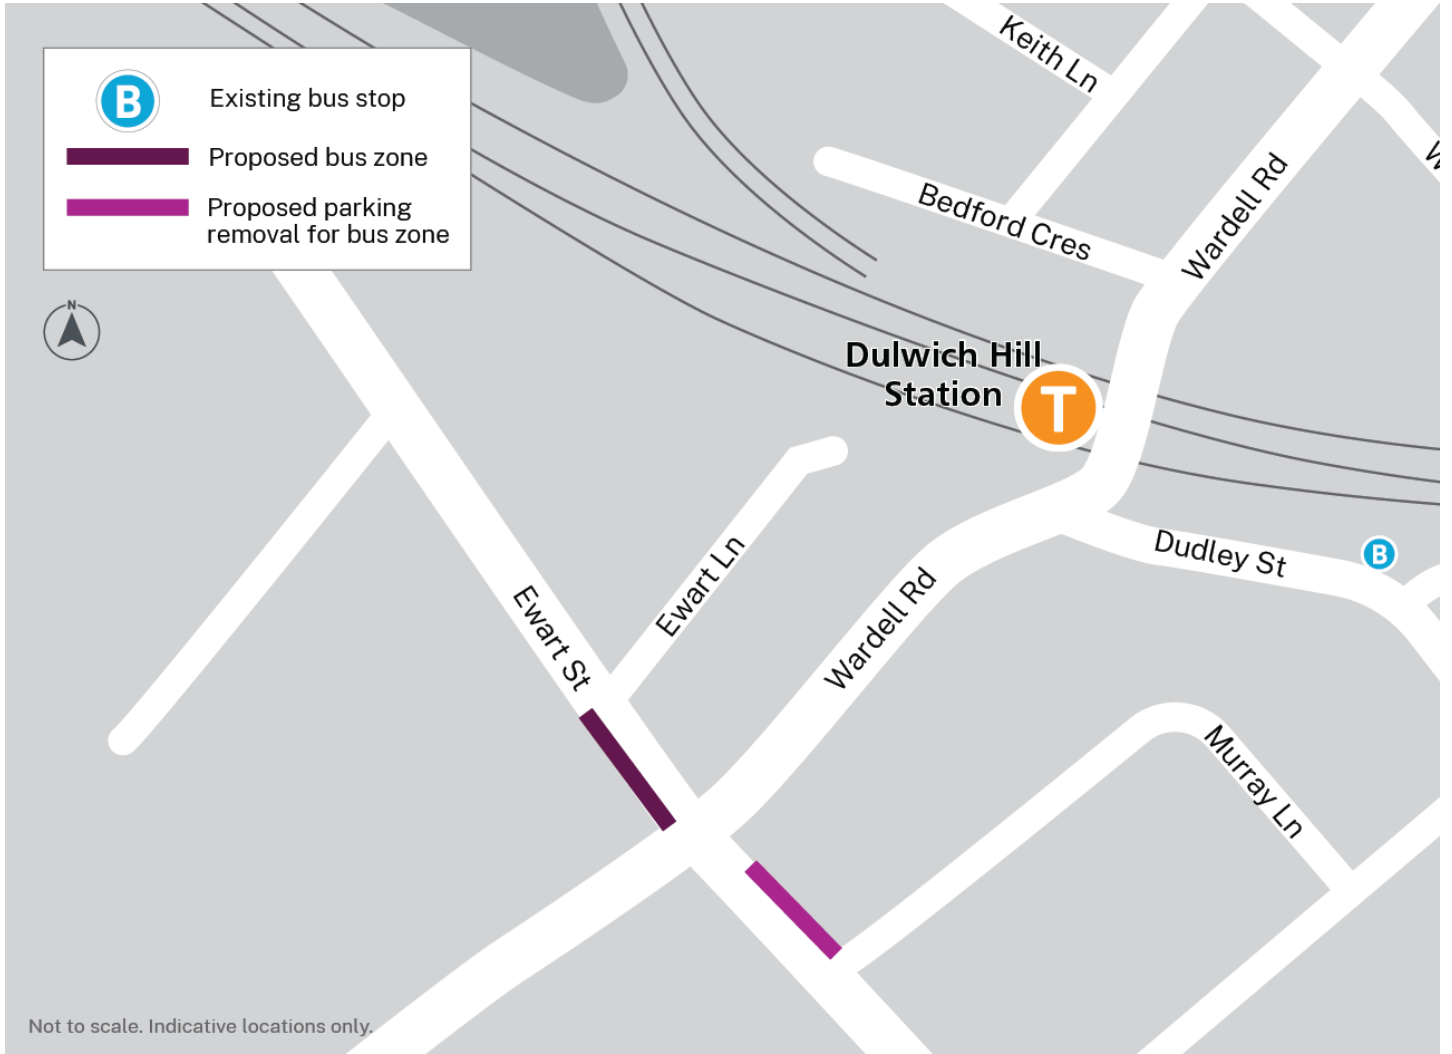 B
Existing bus stop
Proposed bus zone
Proposed parking
removal for bus zone
N
Keith Ln
Bedford Cres
Wardell Rd
Dulwich Hill
Station
T
Dudley St
B
Ewart Ln
Ewart St
Wardell Rd
Murray Ln
Not to scale. Indicative locations only.